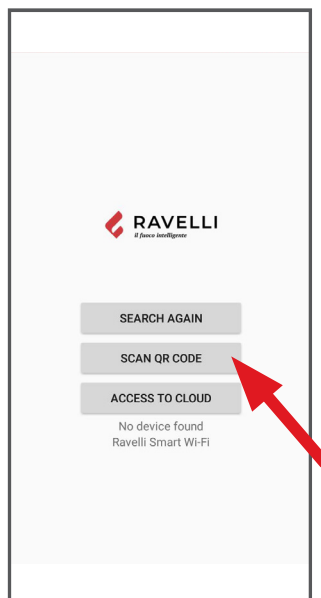 RAVELLI
il fuoco intelligente
SEARCH AGAIN
SCAN QR CODE
ACCESS TO CLOUD
No device found
Ravelli Smart Wi-Fi